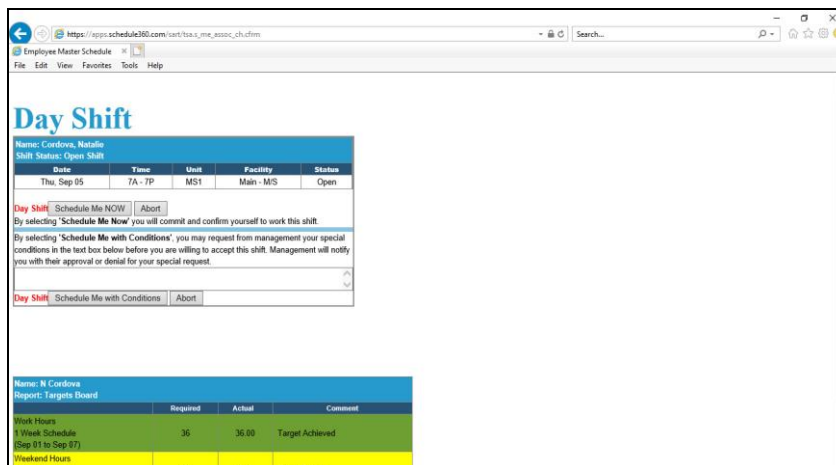 https://apps.schedule360.com/sart/tsa.s_me_assoc_ch.cfrm
Search...
Employee Master Schedule
File Edit View Favorites Tools Help
Day Shift
Name: Cordova, Natalie
Shift Status: Open Shift
Date Time Unit Facility Status
Thu, Sep 05 7A - 7P MS1 Main - M/S Open
Day Shift Schedule Me NOW Abort
By selecting 'Schedule Me Now' you will commit and confirm yourself to work this shift.
By selecting 'Schedule Me with Conditions', you may request from management your special
conditions in the text box below before you are willing to accept this shift. Management will notify
you with their approval or denial for your special request.
Day Shift Schedule Me with Conditions Abort
Name: N Cordova
Report: Targets Board
Required Actual Comment
Work Hours
1 Week Schedule 36 36.00 Target Achieved
(Sep 01 to Sep 07)
Weekend Hours